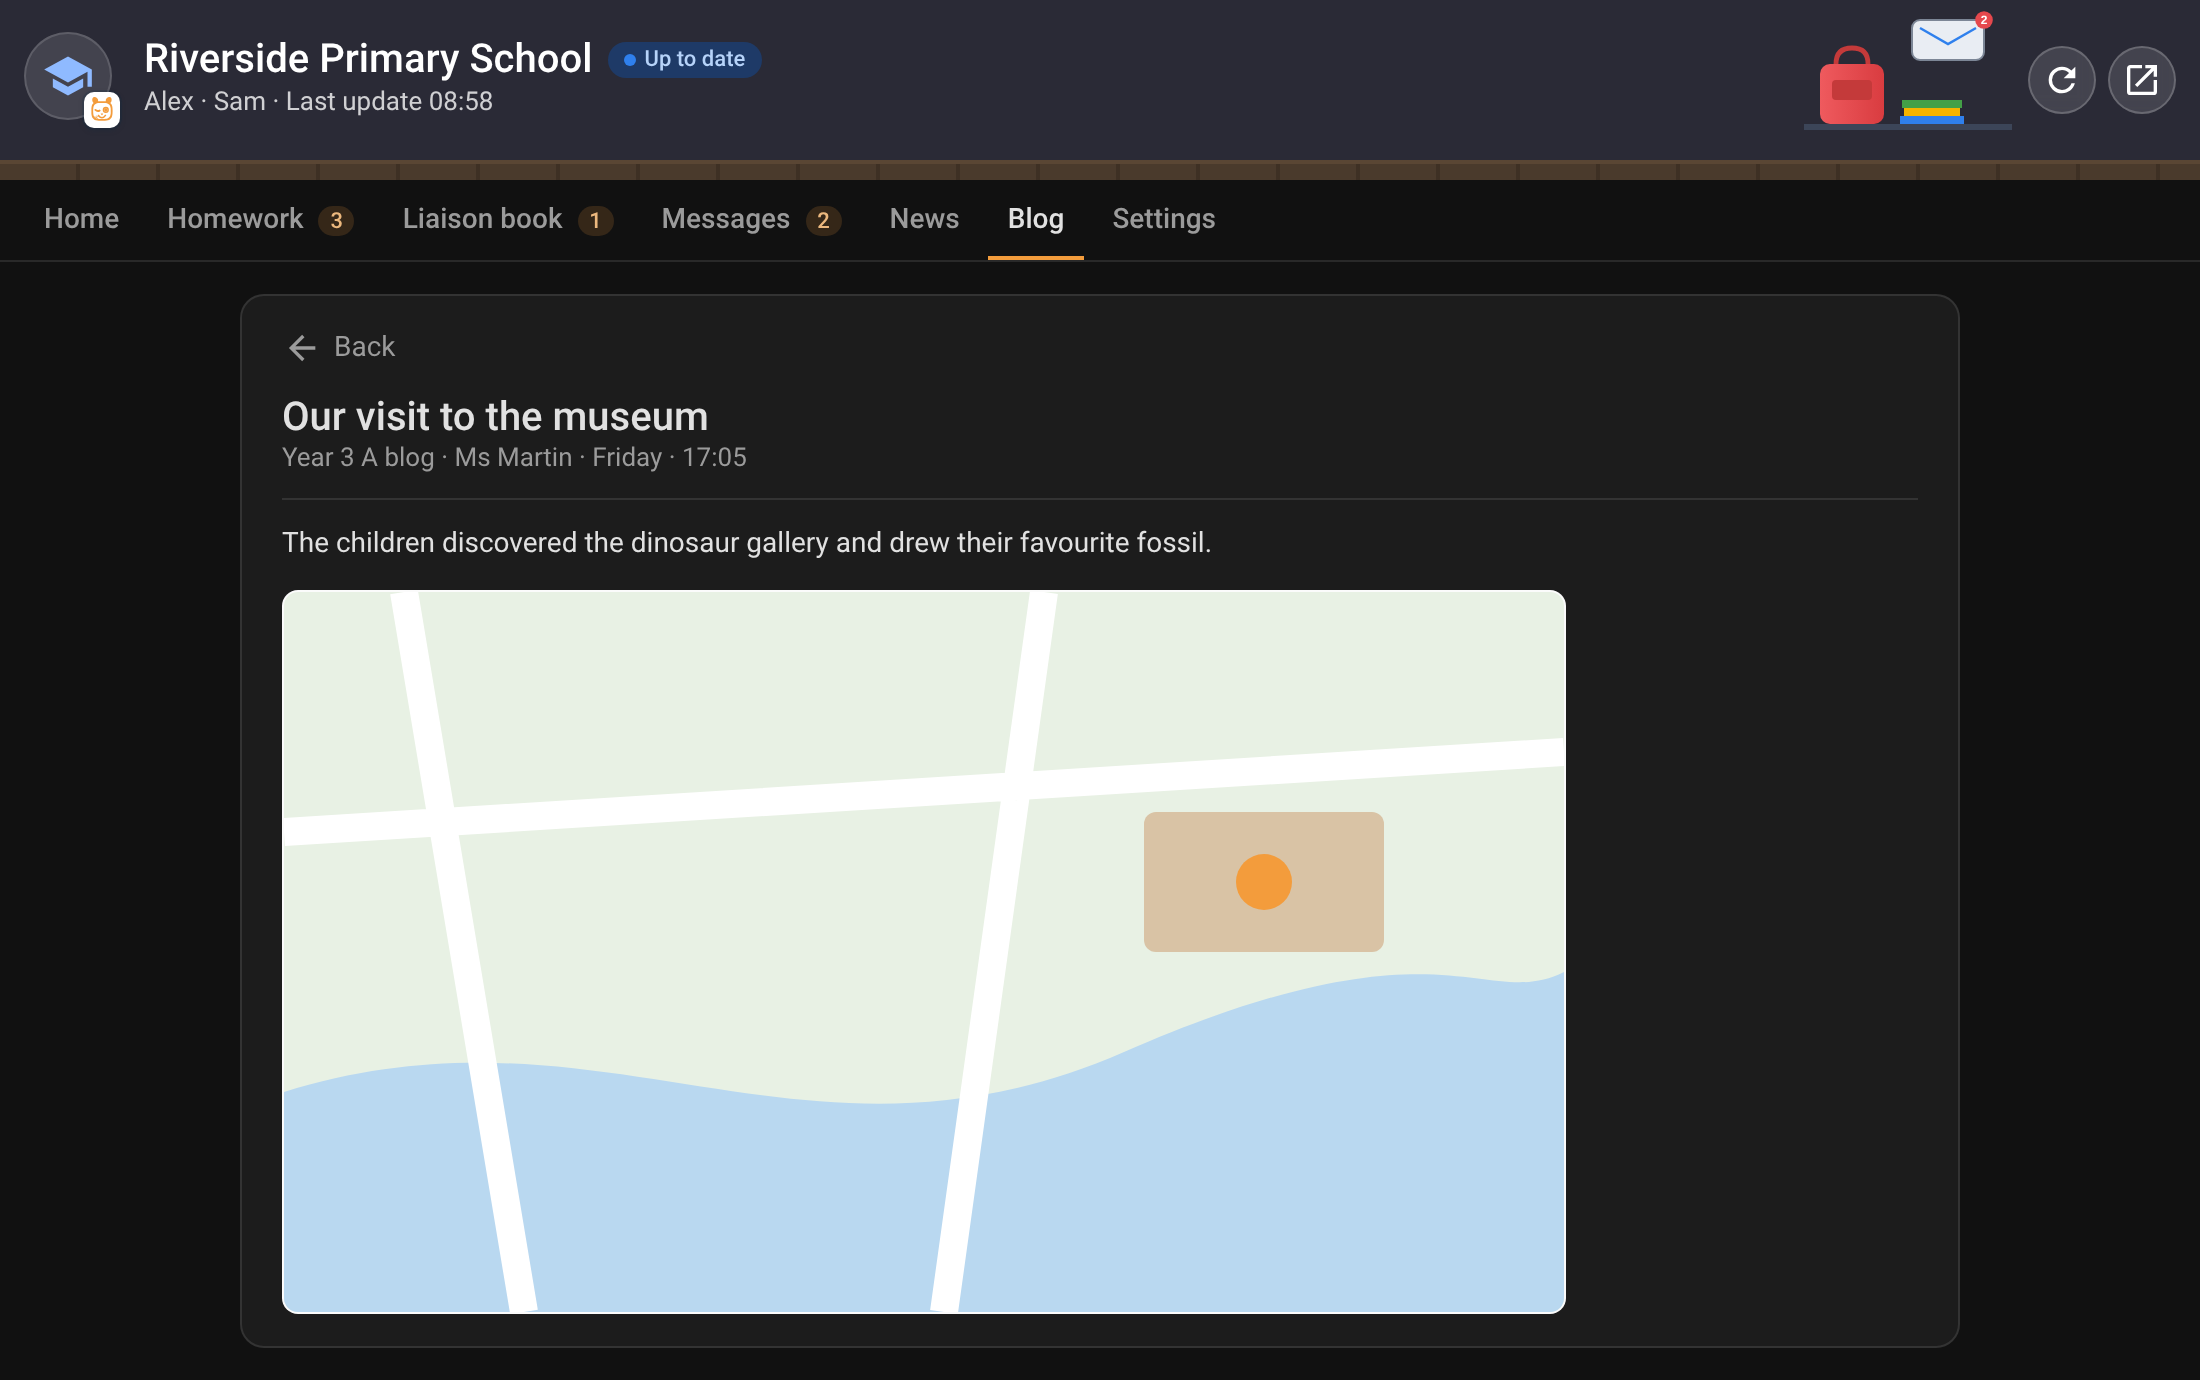 Riverside Primary School
Up to date
Alex · Sam · Last update 08:58
2
Home
Homework 3
Liaison book 1
Messages 2
News
Blog
Settings
Back
Our visit to the museum
Year 3 A blog · Ms Martin · Friday · 17:05
The children discovered the dinosaur gallery and drew their favourite fossil.